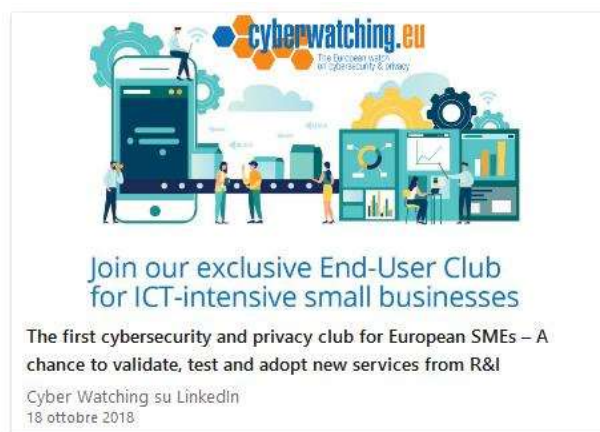 cyberwatching.eu
The European watch
on cybersecurity & privacy
Join our exclusive End-User Club
for ICT-intensive small businesses
The first cybersecurity and privacy club for European SMEs – A
chance to validate, test and adopt new services from R&I
Cyber Watching su LinkedIn
18 ottobre 2018